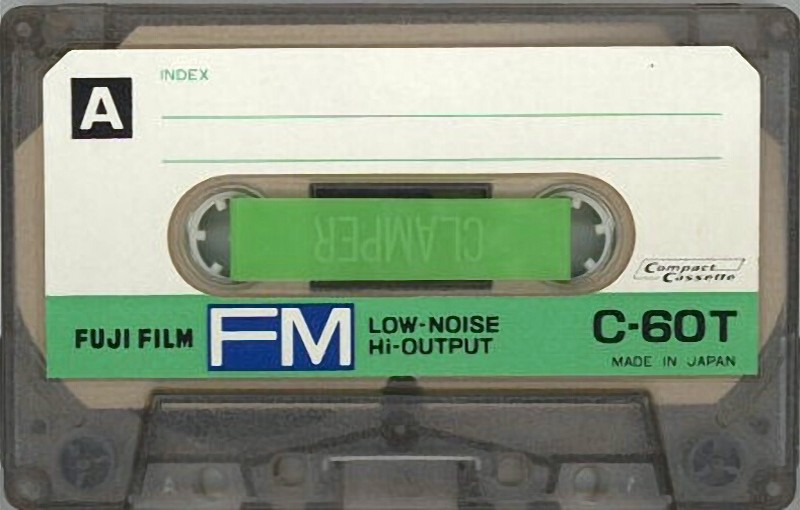 A
INDEX
CLAMPER
Compact
Cassette
FUJI FILM FM LOW-NOISE
Hi-OUTPUT
C-60T
MADE IN JAPAN